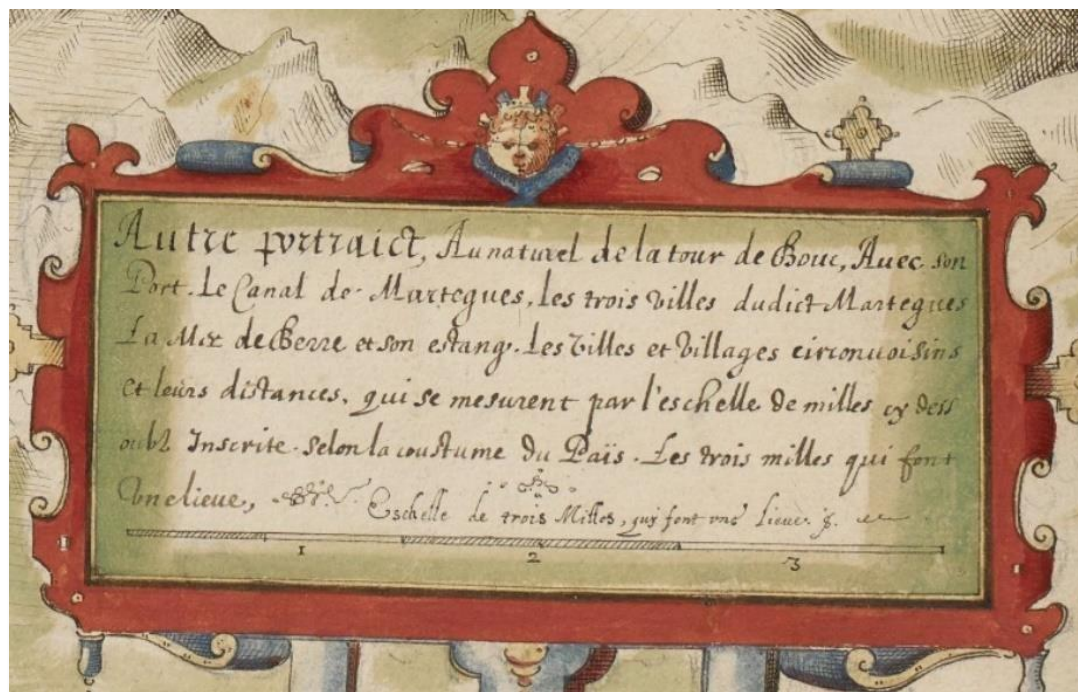 Autre portraict, Au naturel de la tour de Bouc, Avec son
Port. Le Canal de Martegues, les trois villes dudict Martegues
La Mer de Berre et son estang. Les Villes et Villages circonuoisins
et leurs distances, qui se mesurent par l'eschelle de milles cy dess
oubz Inscrite. Selon la coustume du Païs. Les trois milles qui font
Vne lieue,
Eschelle de trois Milles, quy font vne Lieue.
1 2 3